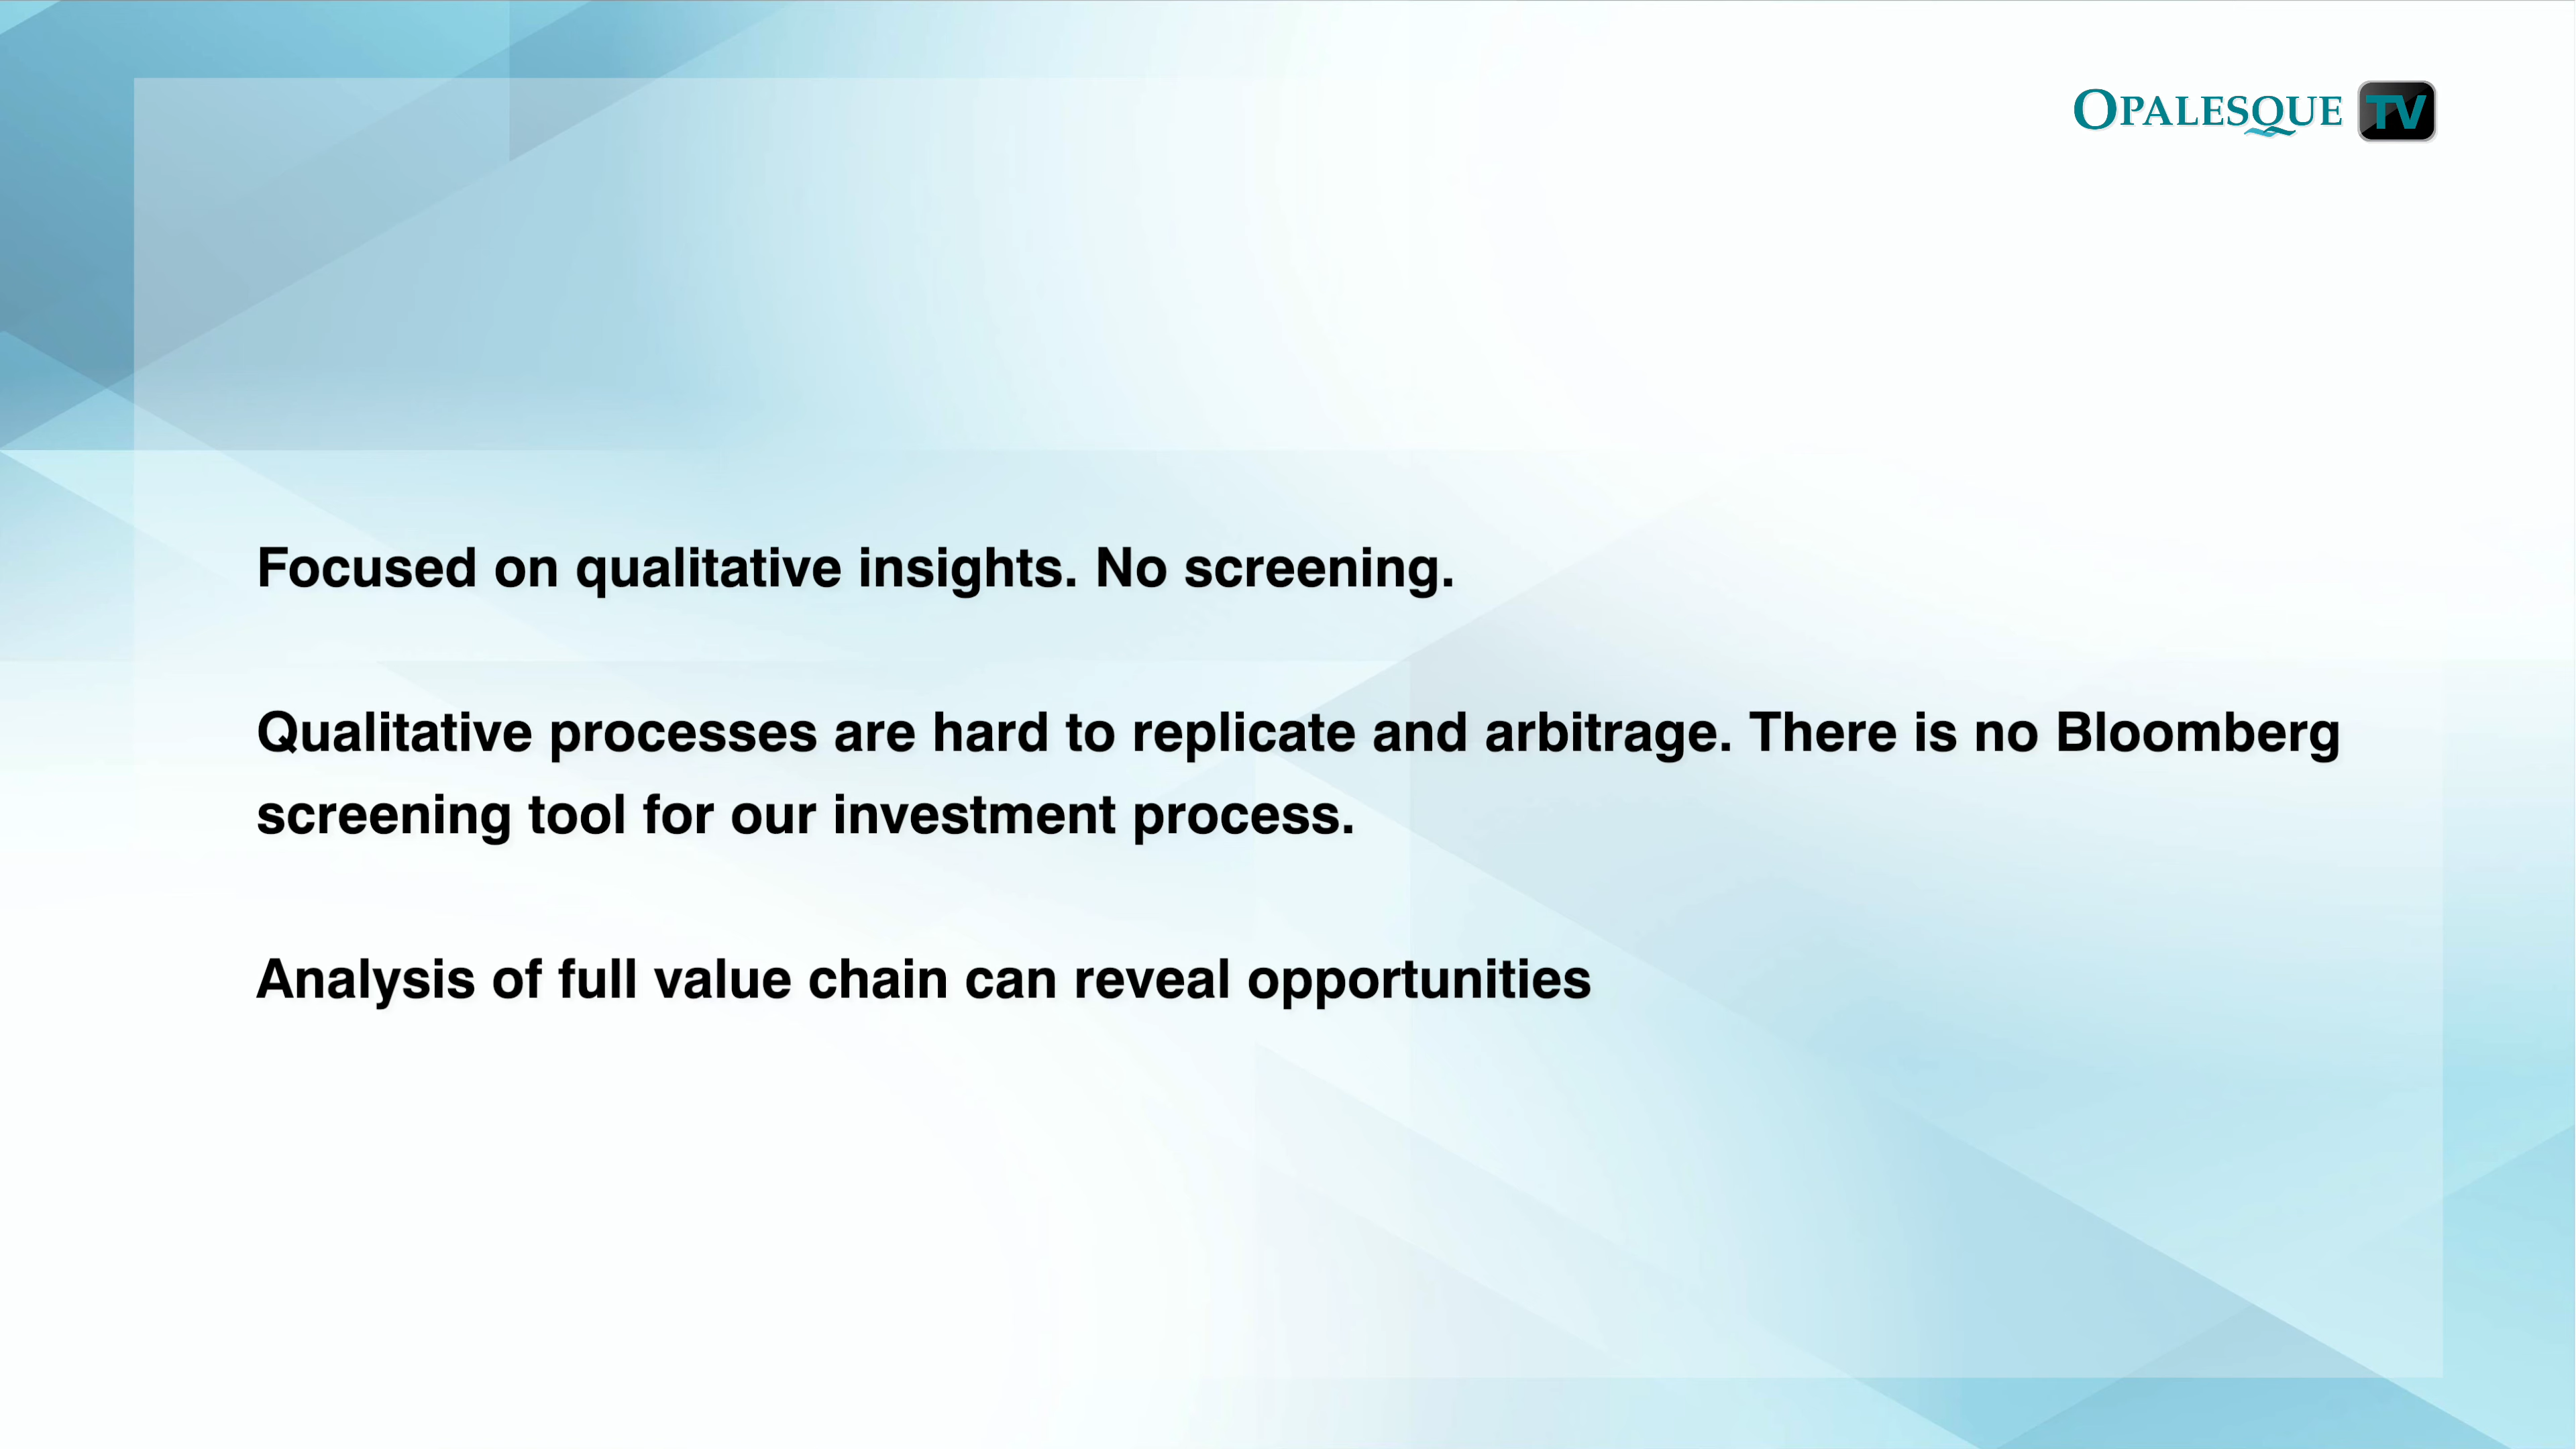 OPALESQUE TV
Focused on qualitative insights. No screening.
Qualitative processes are hard to replicate and arbitrage. There is no Bloomberg
screening tool for our investment process.
Analysis of full value chain can reveal opportunities